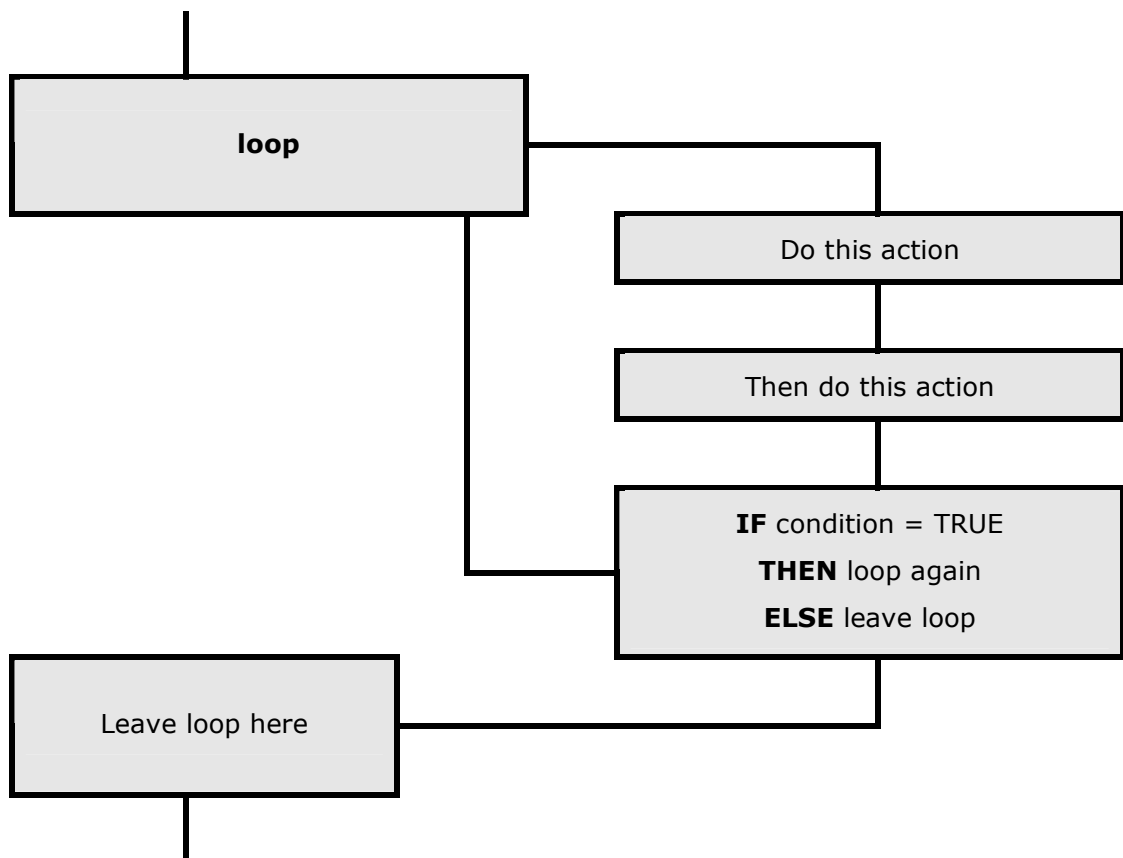 loop
Do this action
Then do this action
IF condition = TRUE
THEN loop again
ELSE leave loop
Leave loop here